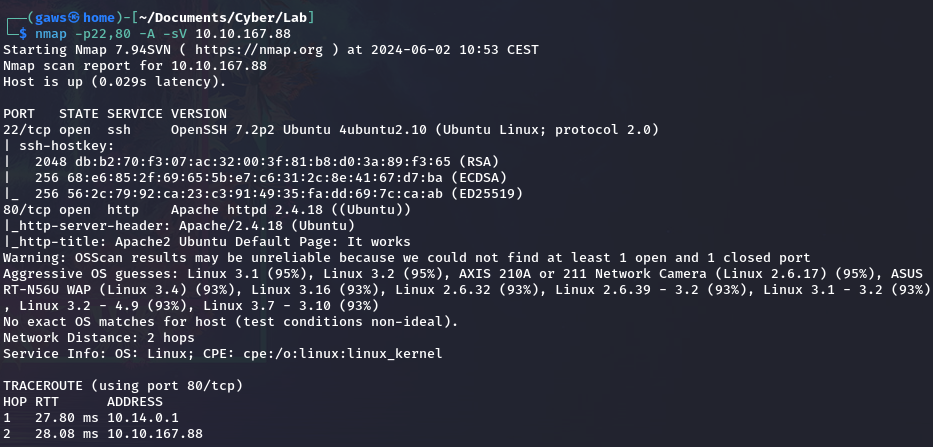 ┌──(gaws㉿home)-[~/Documents/Cyber/Lab]
└─$ nmap -p22,80 -A -sV 10.10.167.88
Starting Nmap 7.94SVN ( https://nmap.org ) at 2024-06-02 10:53 CEST
Nmap scan report for 10.10.167.88
Host is up (0.029s latency).

PORT   STATE SERVICE VERSION
22/tcp open  ssh     OpenSSH 7.2p2 Ubuntu 4ubuntu2.10 (Ubuntu Linux; protocol 2.0)
| ssh-hostkey:
|   2048 db:b2:70:f3:07:ac:32:00:3f:81:b8:d0:3a:89:f3:65 (RSA)
|   256 68:e6:85:2f:69:65:5b:e7:c6:31:2c:8e:41:67:d7:ba (ECDSA)
|_  256 56:2c:79:92:ca:23:c3:91:49:35:fa:dd:69:7c:ca:ab (ED25519)
80/tcp open  http    Apache httpd 2.4.18 ((Ubuntu))
|_http-server-header: Apache/2.4.18 (Ubuntu)
|_http-title: Apache2 Ubuntu Default Page: It works
Warning: OSScan results may be unreliable because we could not find at least 1 open and 1 closed port
Aggressive OS guesses: Linux 3.1 (95%), Linux 3.2 (95%), AXIS 210A or 211 Network Camera (Linux 2.6.17) (95%), ASUS
RT-N56U WAP (Linux 3.4) (93%), Linux 3.16 (93%), Linux 2.6.32 (93%), Linux 2.6.39 - 3.2 (93%), Linux 3.1 - 3.2 (93%)
, Linux 3.2 - 4.9 (93%), Linux 3.7 - 3.10 (93%)
No exact OS matches for host (test conditions non-ideal).
Network Distance: 2 hops
Service Info: OS: Linux; CPE: cpe:/o:linux:linux_kernel

TRACEROUTE (using port 80/tcp)
HOP RTT      ADDRESS
1   27.80 ms 10.14.0.1
2   28.08 ms 10.10.167.88